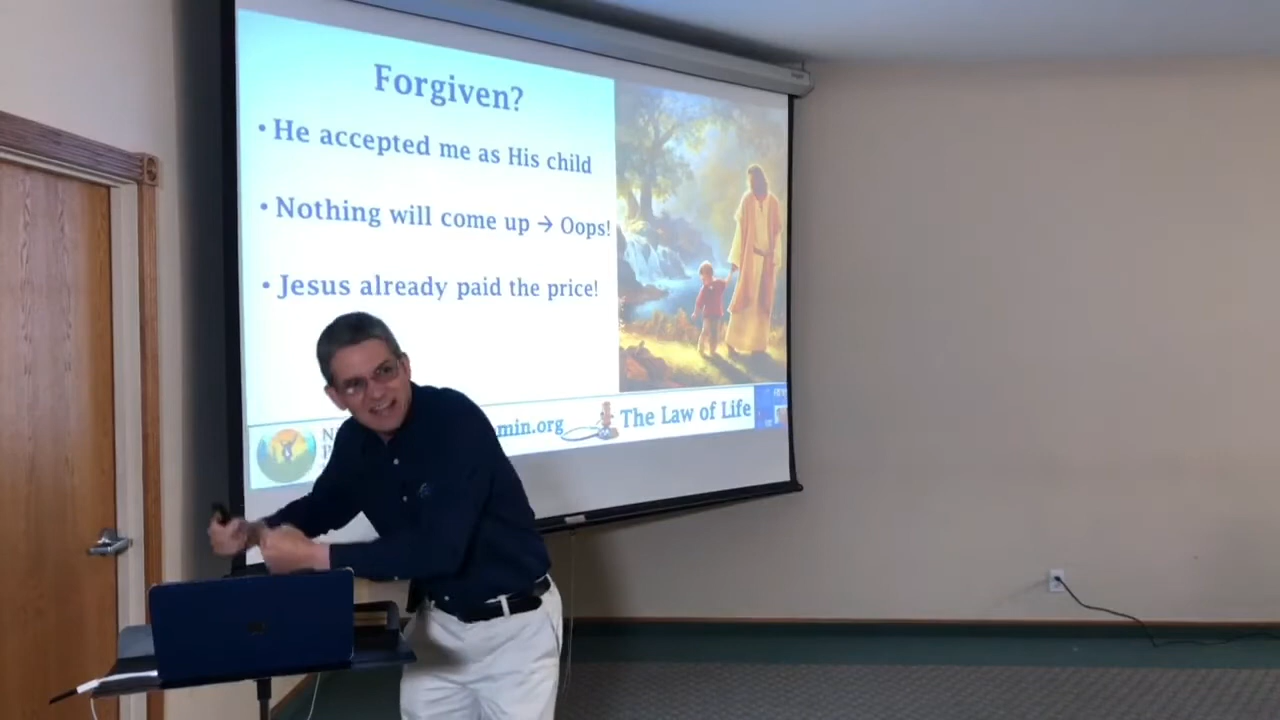 Forgiven?
• He accepted me as His child
• Nothing will come up → Oops!
• Jesus already paid the price!
min.org
The Law of Life